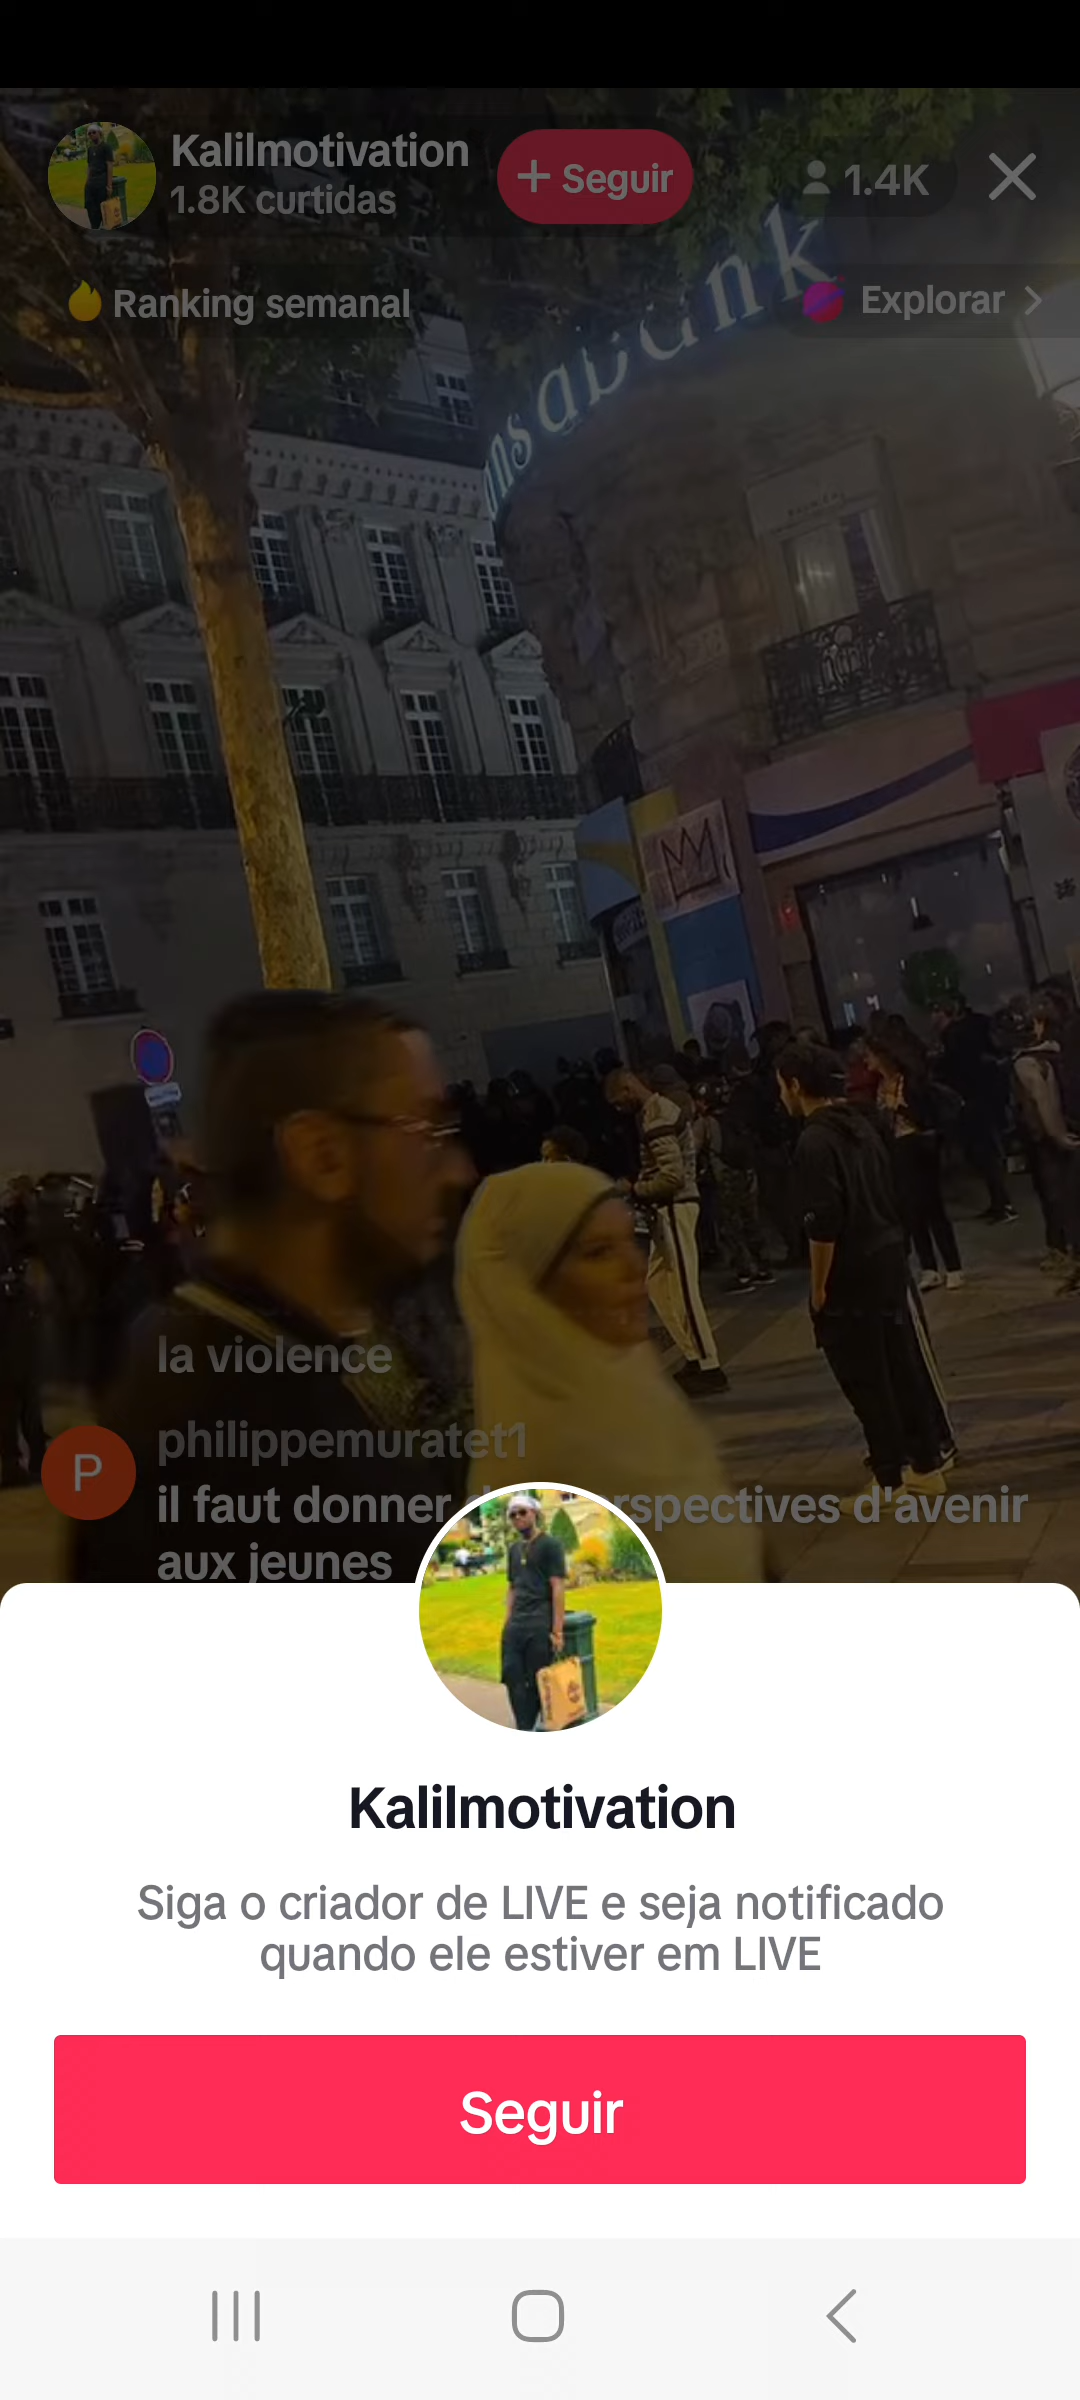 Kalilmotivation
1.8K curtidas
+ Seguir
1.4K
Ranking semanal
Explorar
la violence
philippemuratet1
P
il faut donner
rspectives d'avenir
aux jeunes
Kalilmotivation
Siga o criador de LIVE e seja notificado
quando ele estiver em LIVE
Seguir